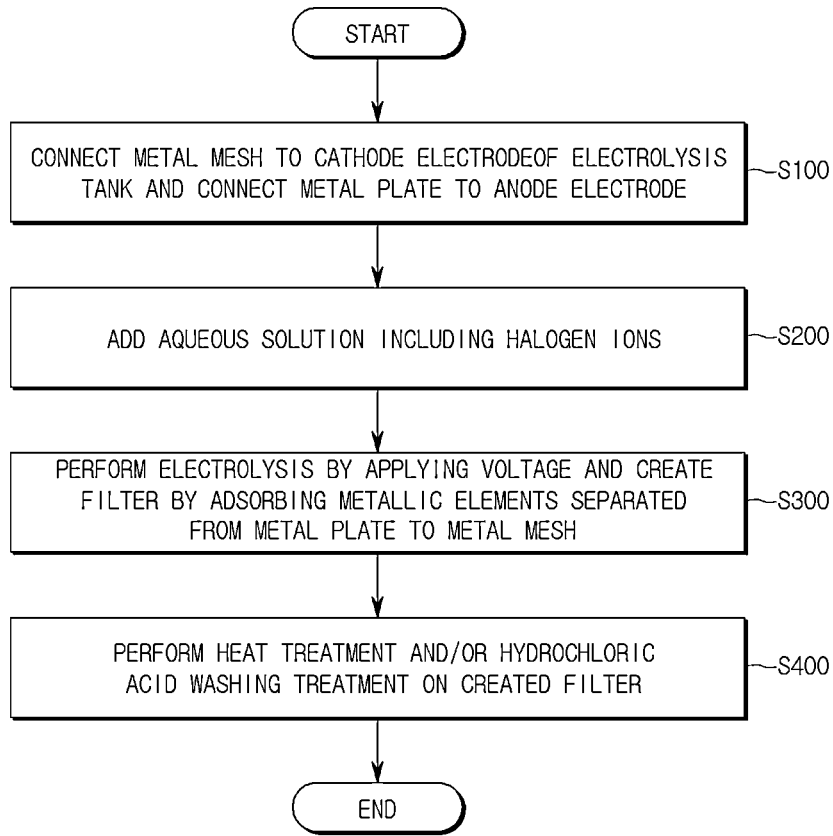 START
CONNECT METAL MESH TO CATHODE ELECTRODEOF ELECTROLYSIS
TANK AND CONNECT METAL PLATE TO ANODE ELECTRODE
S100
ADD AQUEOUS SOLUTION INCLUDING HALOGEN IONS
S200
PERFORM ELECTROLYSIS BY APPLYING VOLTAGE AND CREATE
FILTER BY ADSORBING METALLIC ELEMENTS SEPARATED
FROM METAL PLATE TO METAL MESH
S300
PERFORM HEAT TREATMENT AND/OR HYDROCHLORIC
ACID WASHING TREATMENT ON CREATED FILTER
S400
END